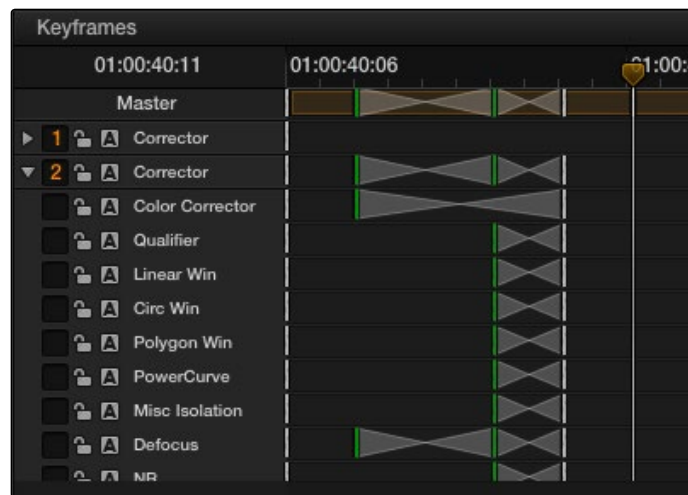 Keyframes
01:00:40:11 01:00:40:06
Master
1 A Corrector
2 A Corrector
A Color Corrector
A Qualifier
A Linear Win
A Circ Win
A Polygon Win
A PowerCurve
A Misc Isolation
A Defocus
A NR